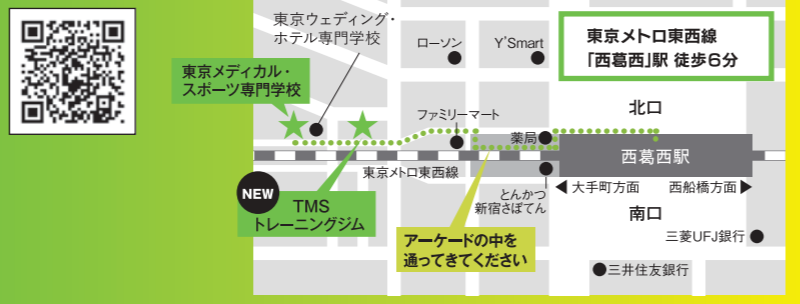 東京ウェディング・
ホテル専門学校
東京メディカル・
スポーツ専門学校
ローソン
Y'Smart
東京メトロ東西線
「西葛西」駅 徒歩6分
ファミリーマート
薬局
北口
西葛西駅
東京メトロ東西線
NEW
TMS
トレーニングジム
とんかつ
新宿さぼてん
大手町方面
西船橋方面
南口
アーケードの中を
通ってきてください
三菱UFJ銀行
三井住友銀行